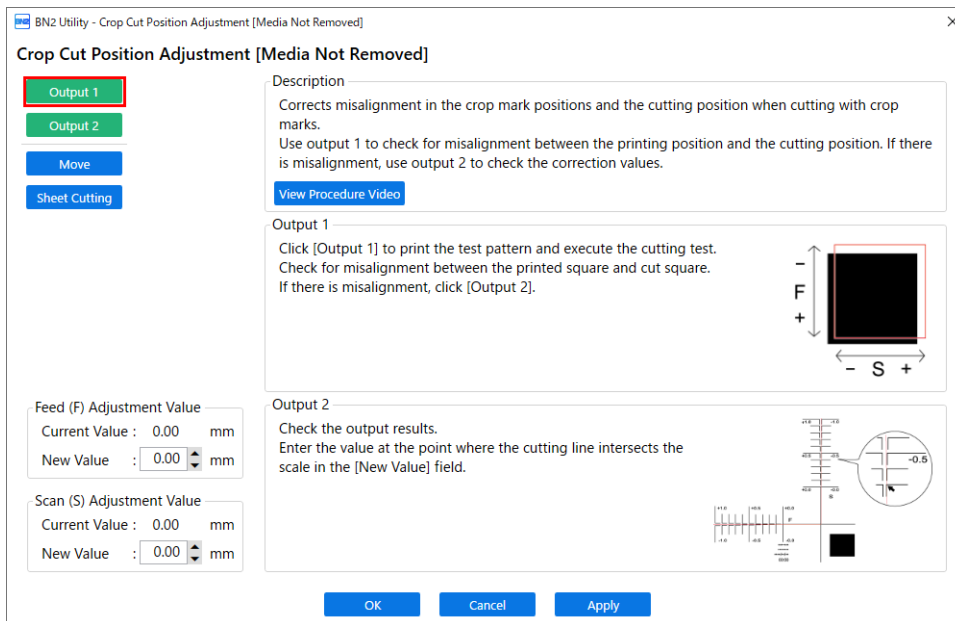 BN2 BN2 Utility - Crop Cut Position Adjustment [Media Not Removed]
Crop Cut Position Adjustment [Media Not Removed]
Output 1
Output 2
Move
Sheet Cutting
Description
Corrects misalignment in the crop mark positions and the cutting position when cutting with crop
marks.
Use output 1 to check for misalignment between the printing position and the cutting position. If there
is misalignment, use output 2 to check the correction values.
View Procedure Video
Output 1
Click [Output 1] to print the test pattern and execute the cutting test.
Check for misalignment between the printed square and cut square.
If there is misalignment, click [Output 2].
−
F
+
− S +
Feed (F) Adjustment Value
Current Value : 0.00 mm
New Value : 0.00 mm
Scan (S) Adjustment Value
Current Value : 0.00 mm
New Value : 0.00 mm
Output 2
Check the output results.
Enter the value at the point where the cutting line intersects the
scale in the [New Value] field.
-0.5
OK Cancel Apply